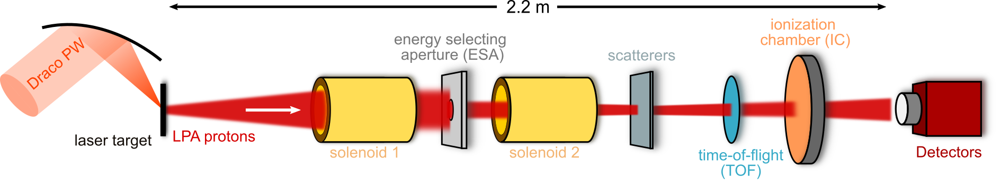 2.2 m
Draco PW
laser target
LPA protons
solenoid 1
energy selecting
aperture (ESA)
solenoid 2
scatterers
time-of-flight
(TOF)
ionization
chamber (IC)
Detectors